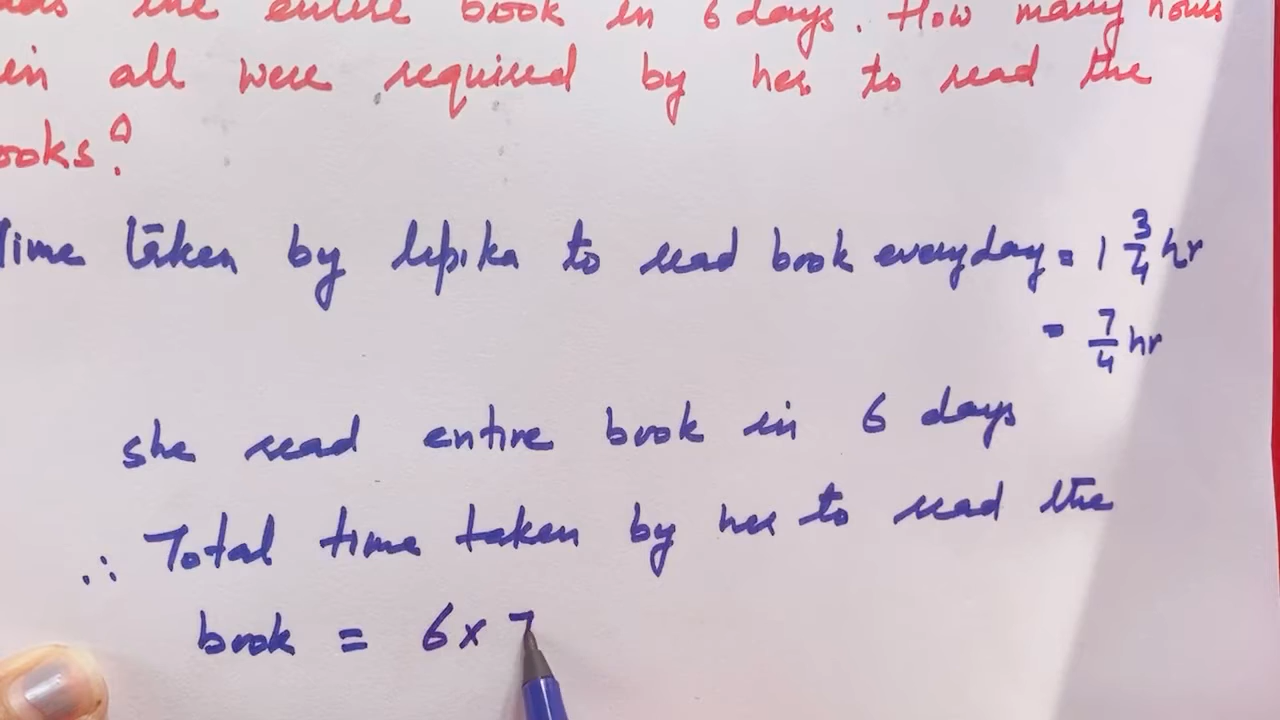 the entire book in 6 days. How many hours
in all were required by her to read the
ooks?
Time taken by lipika to read book everyday = 1 3/4 hr
= 7/4 hr
she read entire book in 6 days
∴ Total time taken by her to read the
book = 6 x 7